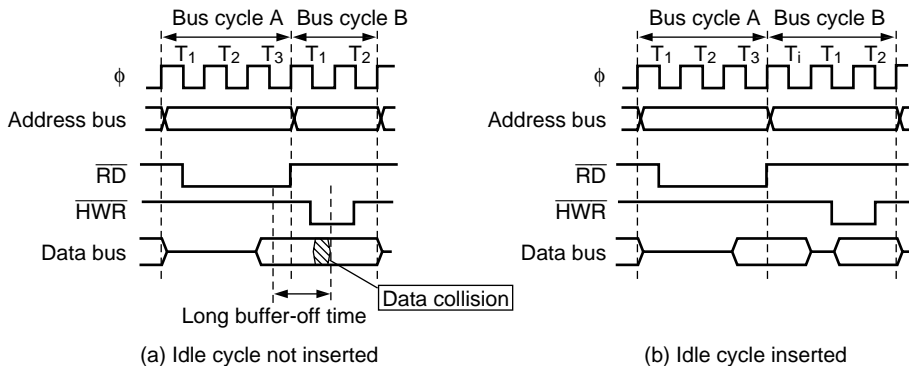 Bus cycle A Bus cycle B
T1 T2 T3 T1 T2
ϕ
Address bus
RD
HWR
Data bus
Data collision
Long buffer-off time
(a) Idle cycle not inserted
Bus cycle A Bus cycle B
T1 T2 T3 Ti T1 T2
ϕ
Address bus
RD
HWR
Data bus
(b) Idle cycle inserted